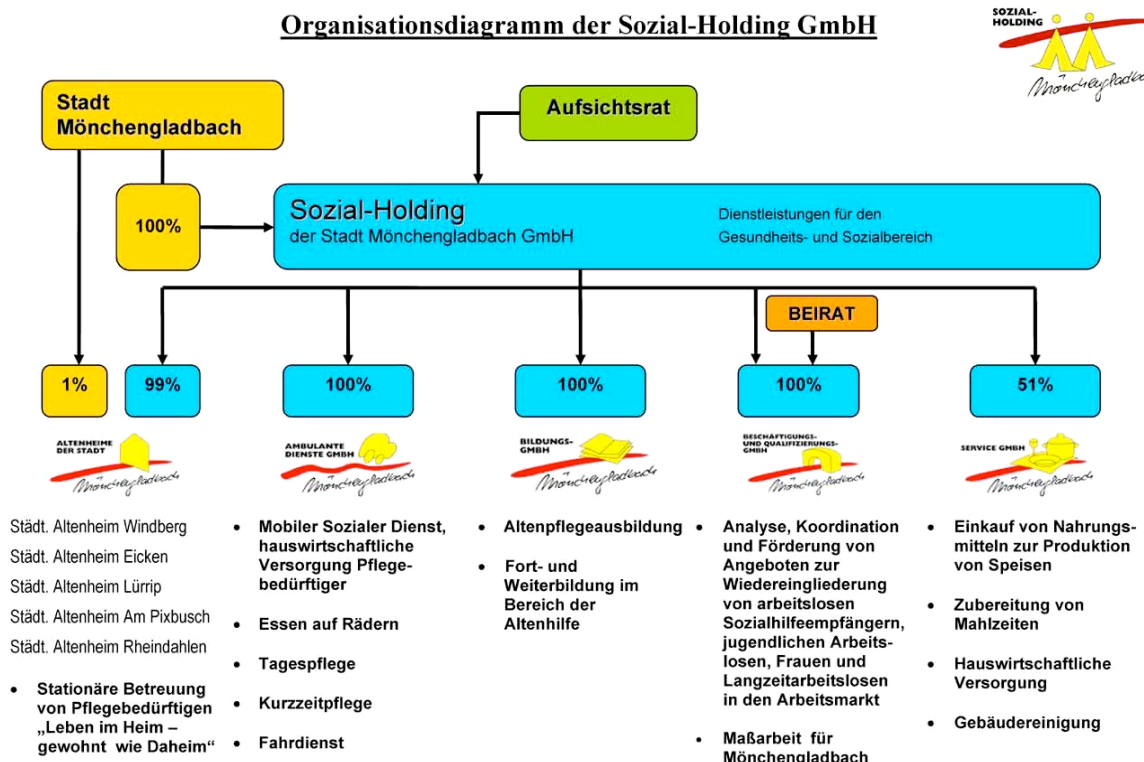 Organisationsdiagramm der Sozial-Holding GmbH
SOZIAL-
HOLDING
Mönchengladbach
Stadt
Mönchengladbach
Aufsichtsrat
100%
Sozial-Holding
der Stadt Mönchengladbach GmbH
Dienstleistungen für den
Gesundheits- und Sozialbereich
BEIRAT
1%
99%
100%
100%
100%
51%
ALTENHEIME
DER STADT
Mönchengladbach
AMBULANTE
DIENSTE GMBH
Mönchengladbach
BILDUNGS-
GMBH
Mönchengladbach
BESCHÄFTIGUNGS-
UND QUALIFIZIERUNGS-
GMBH
Mönchengladbach
SERVICE GMBH
Mönchengladbach
Städt. Altenheim Windberg
Städt. Altenheim Eicken
Städt. Altenheim Lürrip
Städt. Altenheim Am Pixbusch
Städt. Altenheim Rheindahlen
• Stationäre Betreuung
von Pflegebedürftigen
„Leben im Heim –
gewohnt wie Daheim“
• Mobiler Sozialer Dienst,
hauswirtschaftliche
Versorgung Pflege-
bedürftiger
• Essen auf Rädern
• Tagespflege
• Kurzzeitpflege
• Fahrdienst
• Altenpflegeausbildung
• Fort- und
Weiterbildung im
Bereich der
Altenhilfe
• Analyse, Koordination
und Förderung von
Angeboten zur
Wiedereingliederung
von arbeitslosen
Sozialhilfeempfängern,
jugendlichen Arbeits-
losen, Frauen und
Langzeitarbeitslosen
in den Arbeitsmarkt
• Maßarbeit für
Mönchengladbach
• Einkauf von Nahrungs-
mitteln zur Produktion
von Speisen
• Zubereitung von
Mahlzeiten
• Hauswirtschaftliche
Versorgung
• Gebäudereinigung